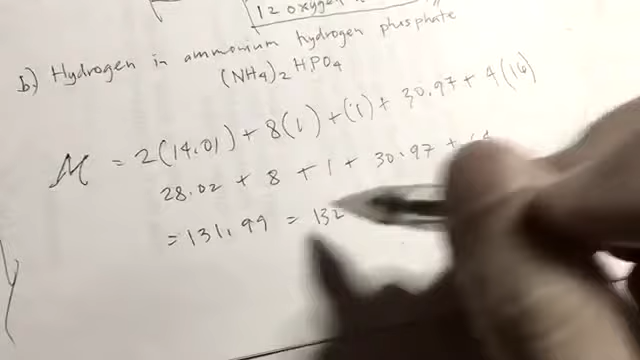 12 oxygen
b.) Hydrogen in ammonium hydrogen phosphate
(NH4)2 HPO4
M = 2(14.01) + 8(1) + (1) + 30.97 + 4(16)
28.02 + 8 + 1 + 30.97 +
= 131.99 = 132